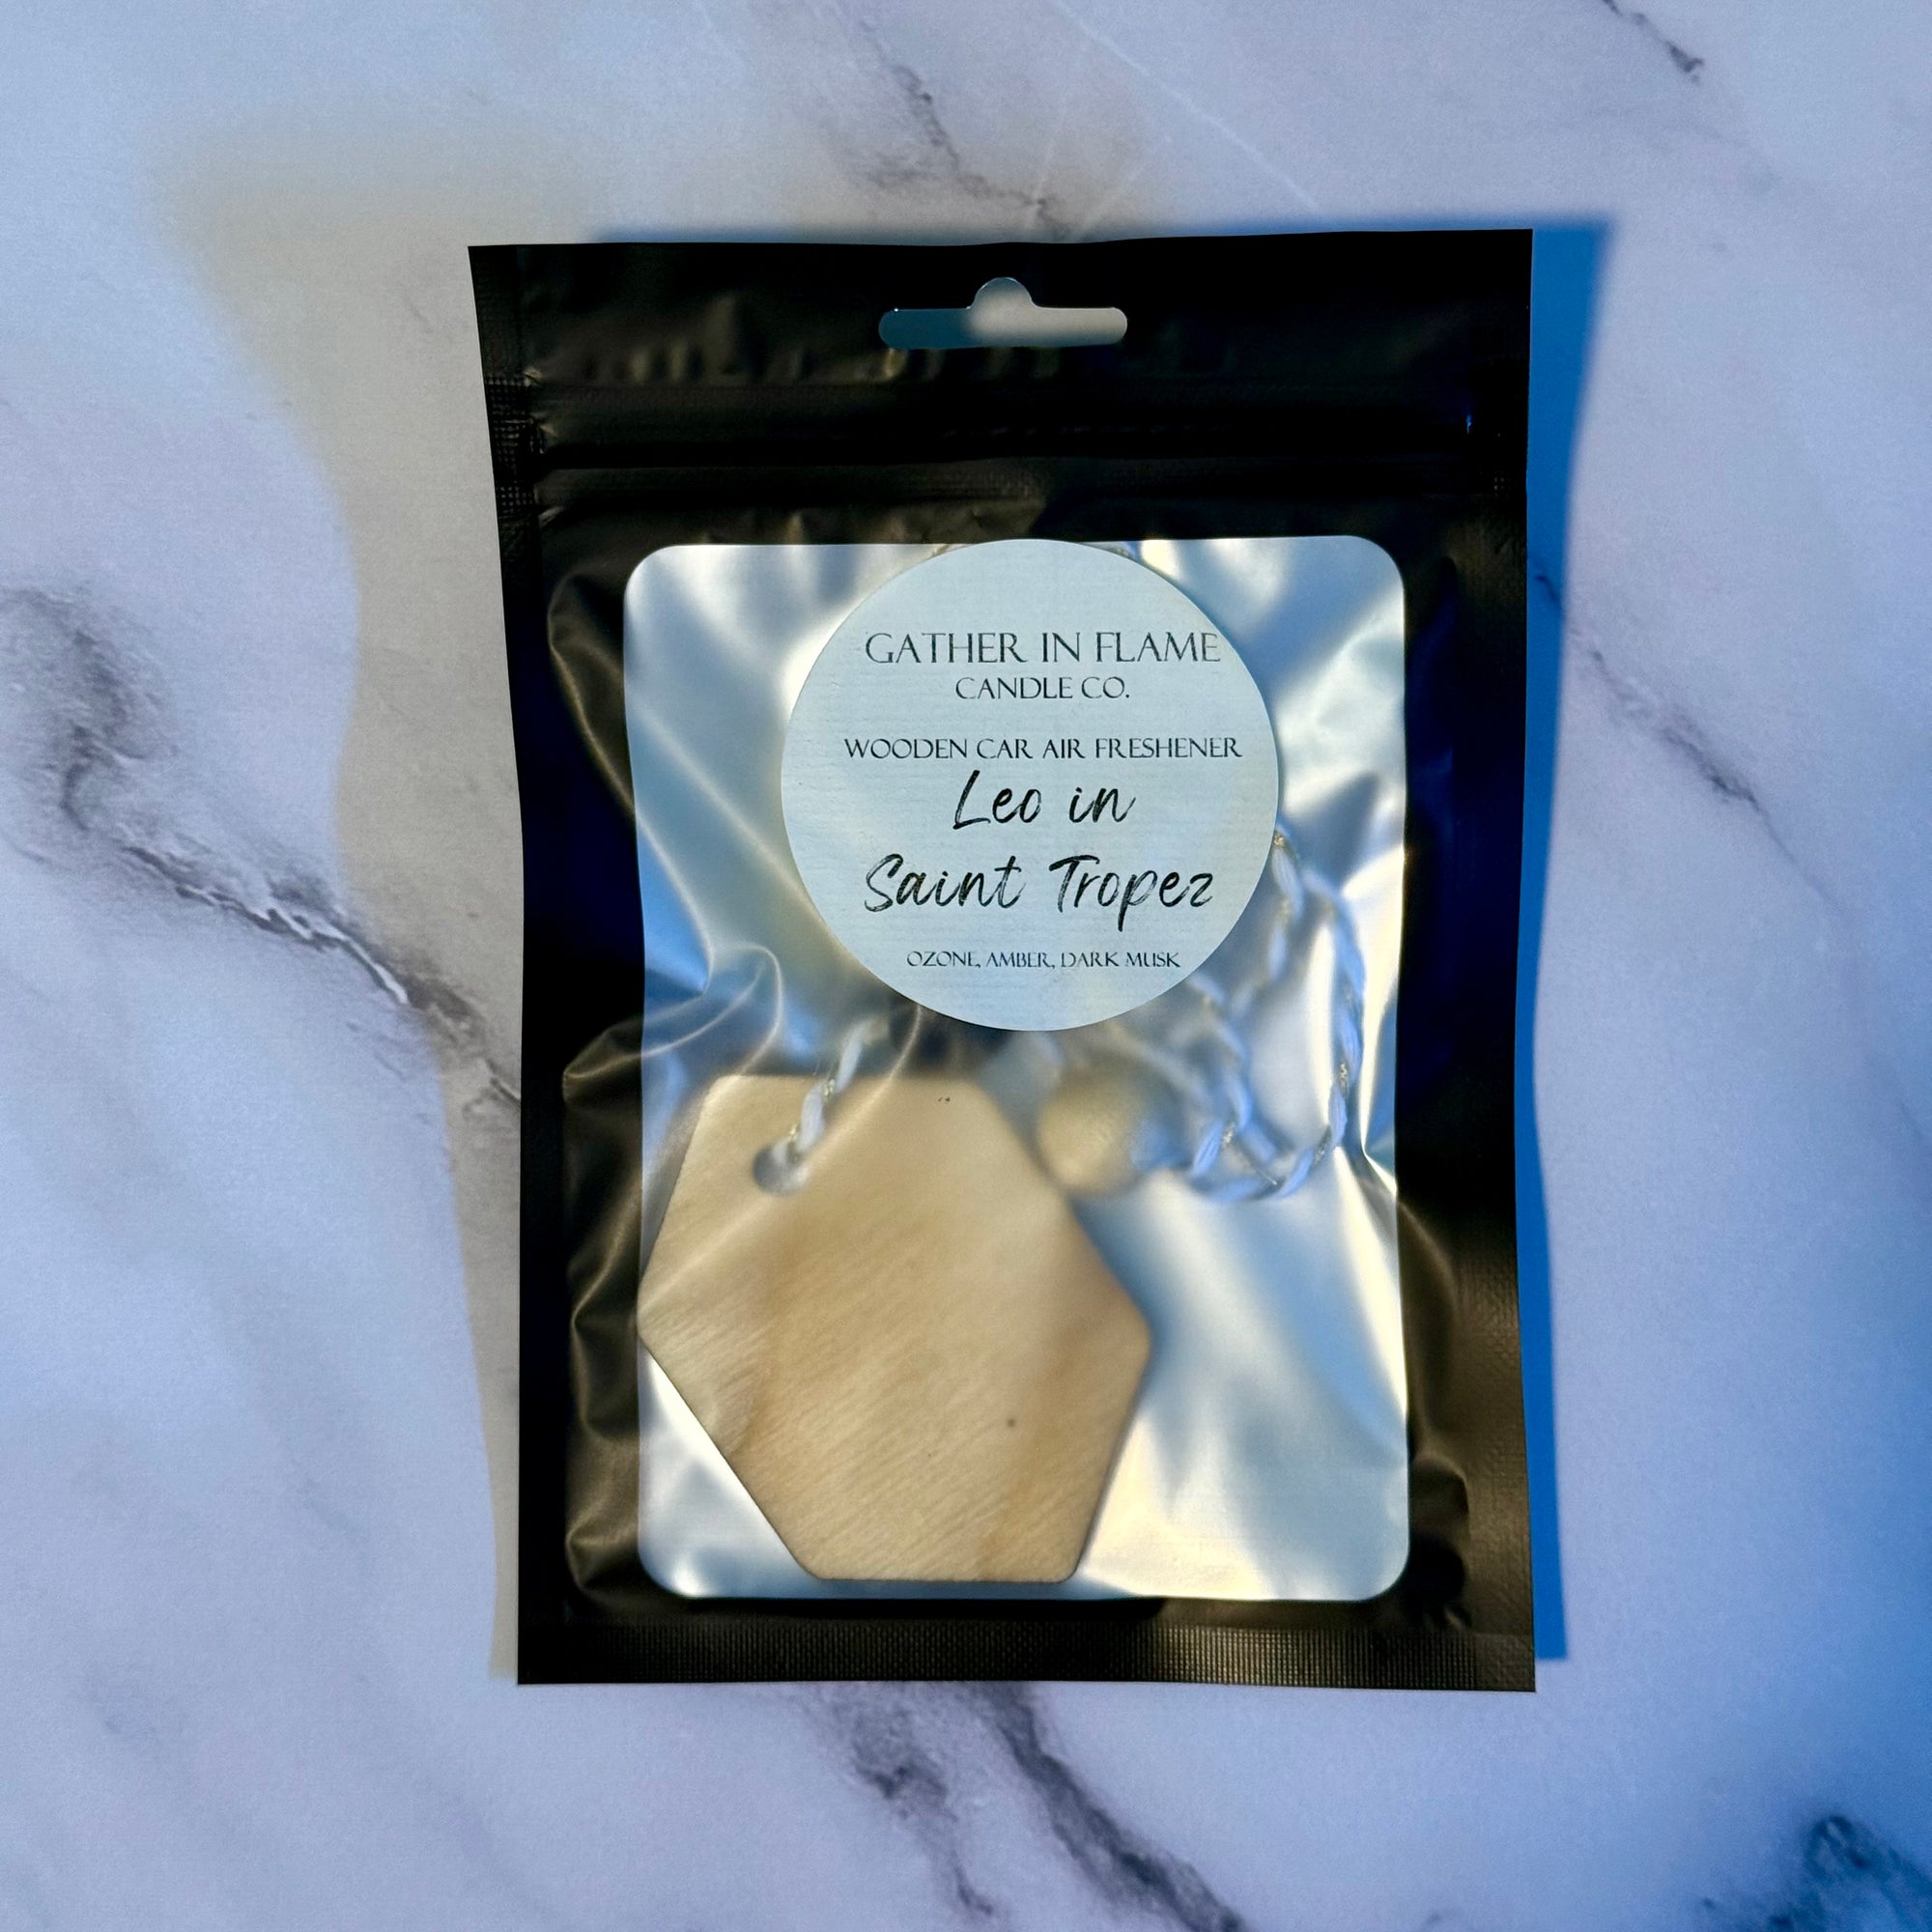 GATHER IN FLAME
CANDLE CO.
WOODEN CAR AIR FRESHENER
Leo in
Saint Tropez
OZONE, AMBER, DARK MUSK